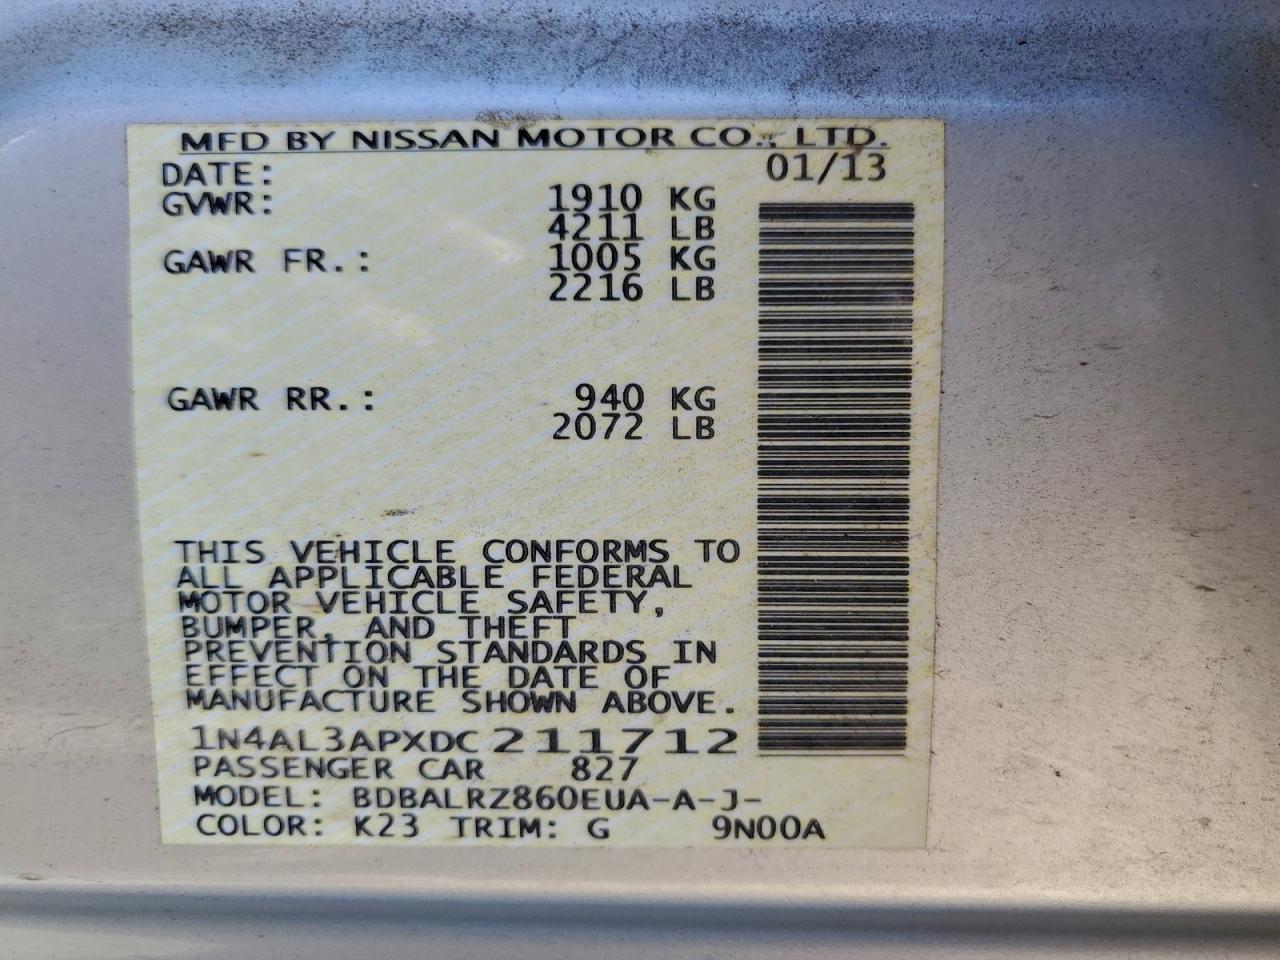 MFD BY NISSAN MOTOR CO., LTD.
DATE: 01/13
GVWR: 1910 KG
4211 LB
GAWR FR.: 1005 KG
2216 LB
GAWR RR.: 940 KG
2072 LB
THIS VEHICLE CONFORMS TO
ALL APPLICABLE FEDERAL
MOTOR VEHICLE SAFETY,
BUMPER, AND THEFT
PREVENTION STANDARDS IN
EFFECT ON THE DATE OF
MANUFACTURE SHOWN ABOVE.
1N4AL3APXDC211712
PASSENGER CAR 827
MODEL: BDBALRZ860EUA-A-J-
COLOR: K23 TRIM: G 9N00A